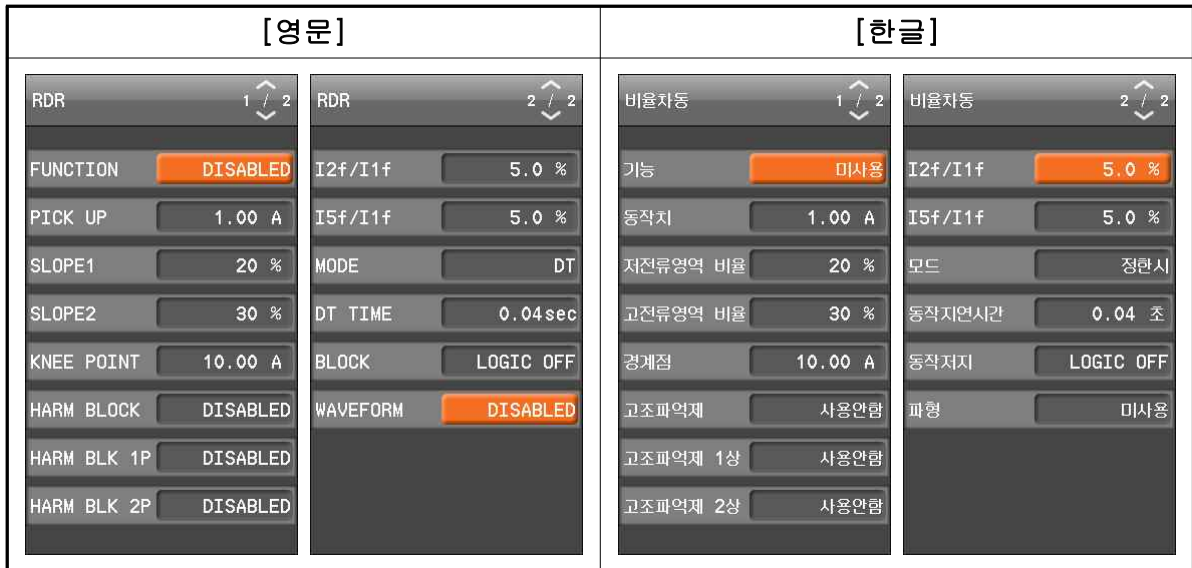 [영문]
[한글]
RDR 1 / 2
FUNCTION DISABLED
PICK UP 1.00 A
SLOPE1 20 %
SLOPE2 30 %
KNEE POINT 10.00 A
HARM BLOCK DISABLED
HARM BLK 1P DISABLED
HARM BLK 2P DISABLED
RDR 2 / 2
I2f/I1f 5.0 %
I5f/I1f 5.0 %
MODE DT
DT TIME 0.04sec
BLOCK LOGIC OFF
WAVEFORM DISABLED
비율차동 1 / 2
기능 미사용
동작치 1.00 A
저전류영역 비율 20 %
고전류영역 비율 30 %
경계점 10.00 A
고조파억제 사용안함
고조파억제 1상 사용안함
고조파억제 2상 사용안함
비율차동 2 / 2
I2f/I1f 5.0 %
I5f/I1f 5.0 %
모드 정한시
동작지연시간 0.04 초
동작저지 LOGIC OFF
파형 미사용